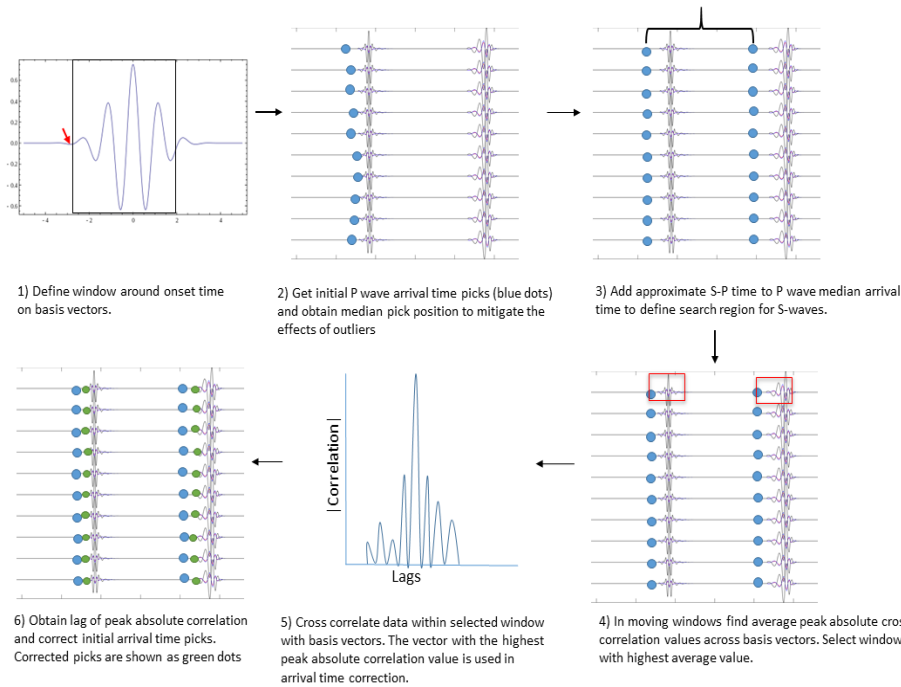 0.6
0.4
0.2
0.0
-0.2
-0.4
-0.6
-4
-2
0
2
4
1) Define window around onset time
on basis vectors.
2) Get initial P wave arrival time picks (blue dots)
and obtain median pick position to mitigate the
effects of outliers
3) Add approximate S-P time to P wave median arrival
time to define search region for S-waves.
|Correlation|
Lags
6) Obtain lag of peak absolute correlation
and correct initial arrival time picks.
Corrected picks are shown as green dots
5) Cross correlate data within selected window
with basis vectors. The vector with the highest
peak absolute correlation value is used in
arrival time correction.
4) In moving windows find average peak absolute cros
correlation values across basis vectors. Select window
with highest average value.